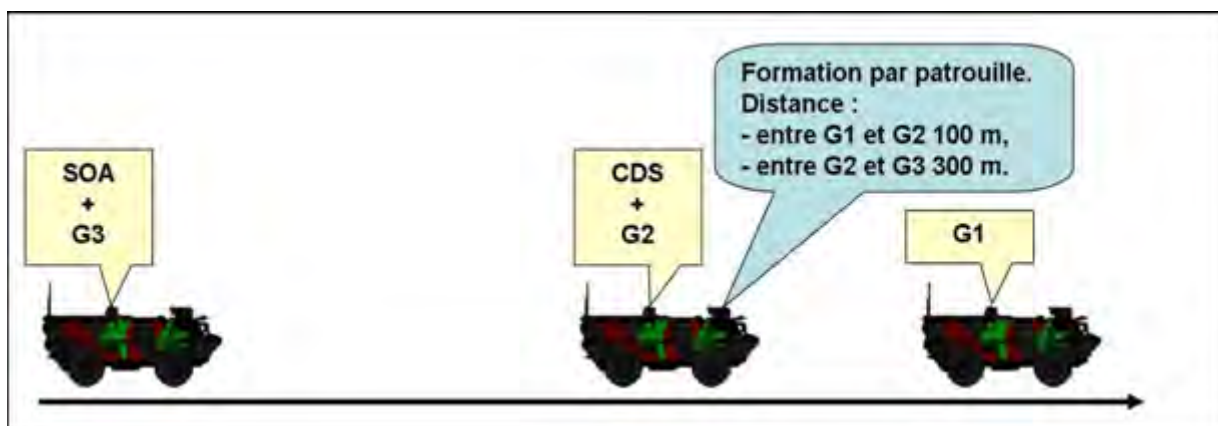 SOA
+
G3
CDS
+
G2
Formation par patrouille.
Distance :
- entre G1 et G2 100 m,
- entre G2 et G3 300 m.
G1